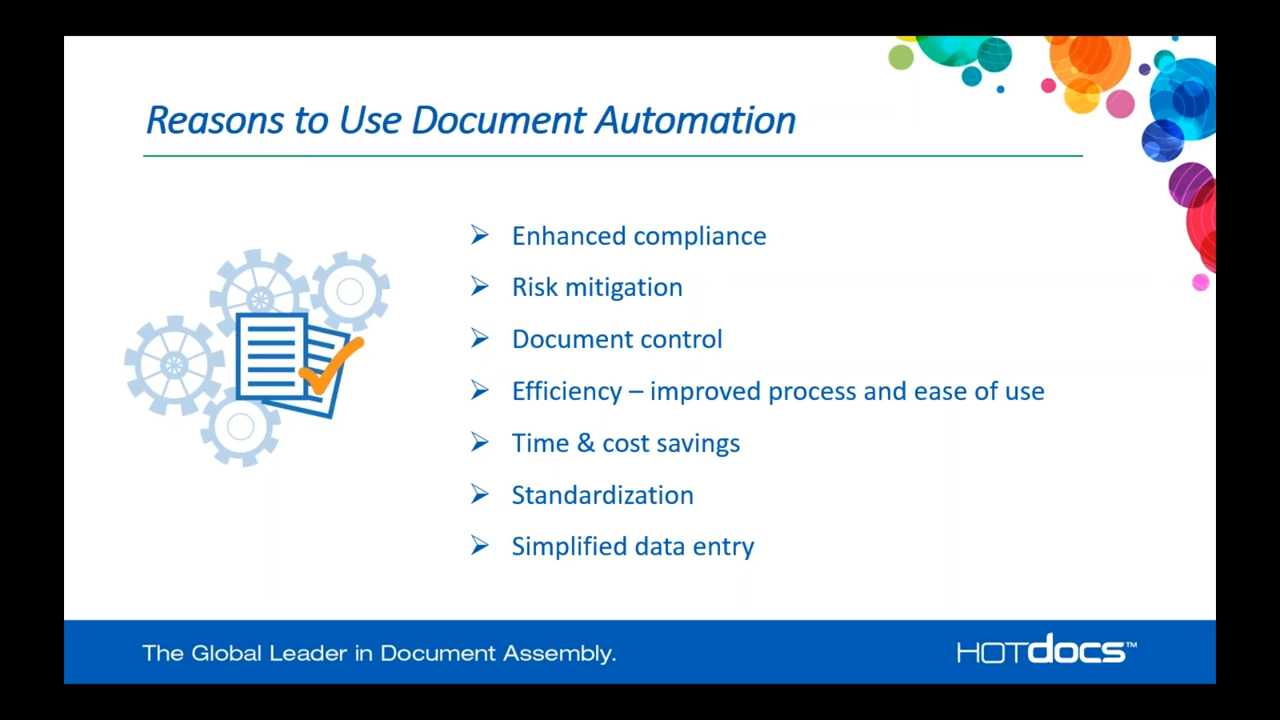 Reasons to Use Document Automation
Enhanced compliance
Risk mitigation
Document control
Efficiency – improved process and ease of use
Time & cost savings
Standardization
Simplified data entry
The Global Leader in Document Assembly.
HOTdocs™